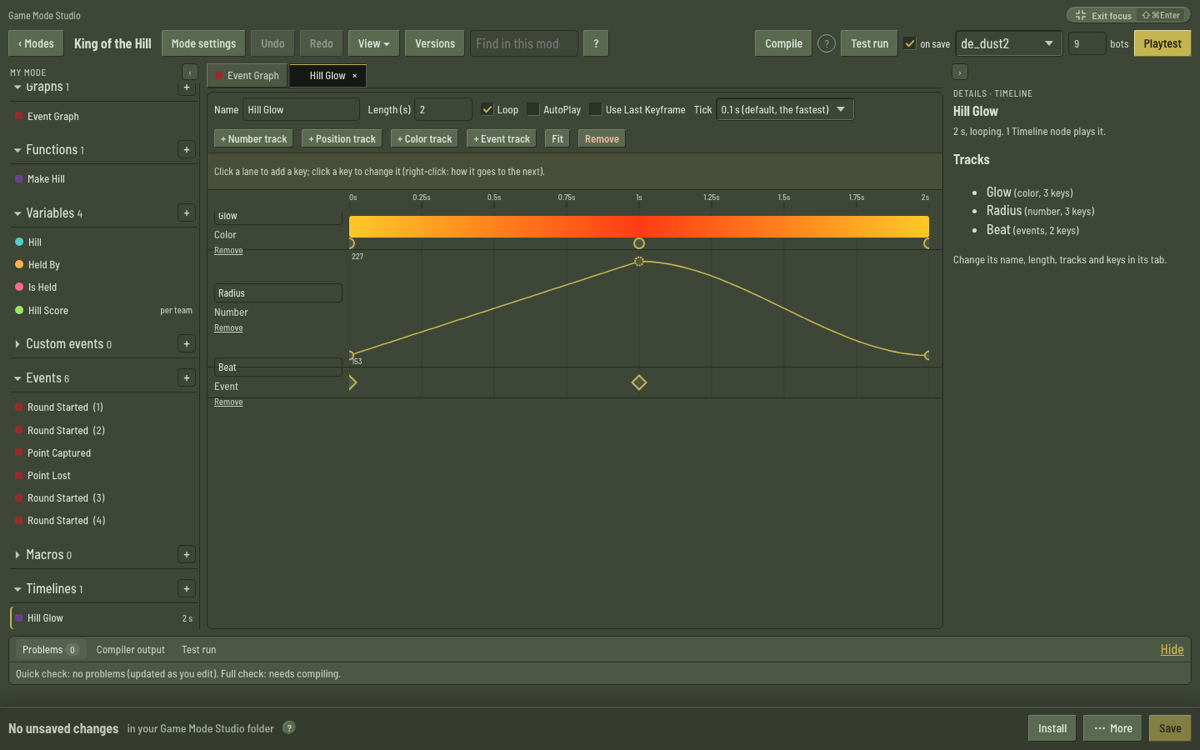 Game Mode Studio
Exit focus ⇧⌘Enter
‹ Modes
King of the Hill
Mode settings
Undo
Redo
View
Versions
Find in this mod
?
Compile
?
Test run
on save
de_dust2
9
bots
Playtest
MY MODE
‹
Graphs 1
+
Event Graph
Functions 1
+
Make Hill
Variables 4
+
Hill
Held By
Is Held
Hill Score per team
Custom events 0
+
Events 6
+
Round Started (1)
Round Started (2)
Point Captured
Point Lost
Round Started (3)
Round Started (4)
Macros 0
+
Timelines 1
+
Hill Glow 2 s
Event Graph
Hill Glow ×
Name Hill Glow Length (s) 2 Loop AutoPlay Use Last Keyframe Tick 0.1 s (default, the fastest)
+ Number track
+ Position track
+ Color track
+ Event track
Fit
Remove
Click a lane to add a key; click a key to change it (right-click: how it goes to the next).
0s 0.25s 0.5s 0.75s 1s 1.25s 1.5s 1.75s 2s
Glow
Color
Remove
227
Radius
Number
Remove
153
Beat
Event
Remove
›
DETAILS · TIMELINE
Hill Glow
2 s, looping. 1 Timeline node plays it.
Tracks
• Glow (color, 3 keys)
• Radius (number, 3 keys)
• Beat (events, 2 keys)
Change its name, length, tracks and keys in its tab.
Problems 0
Compiler output
Test run
Hide
Quick check: no problems (updated as you edit). Full check: needs compiling.
No unsaved changes in your Game Mode Studio folder ?
Install
··· More
Save